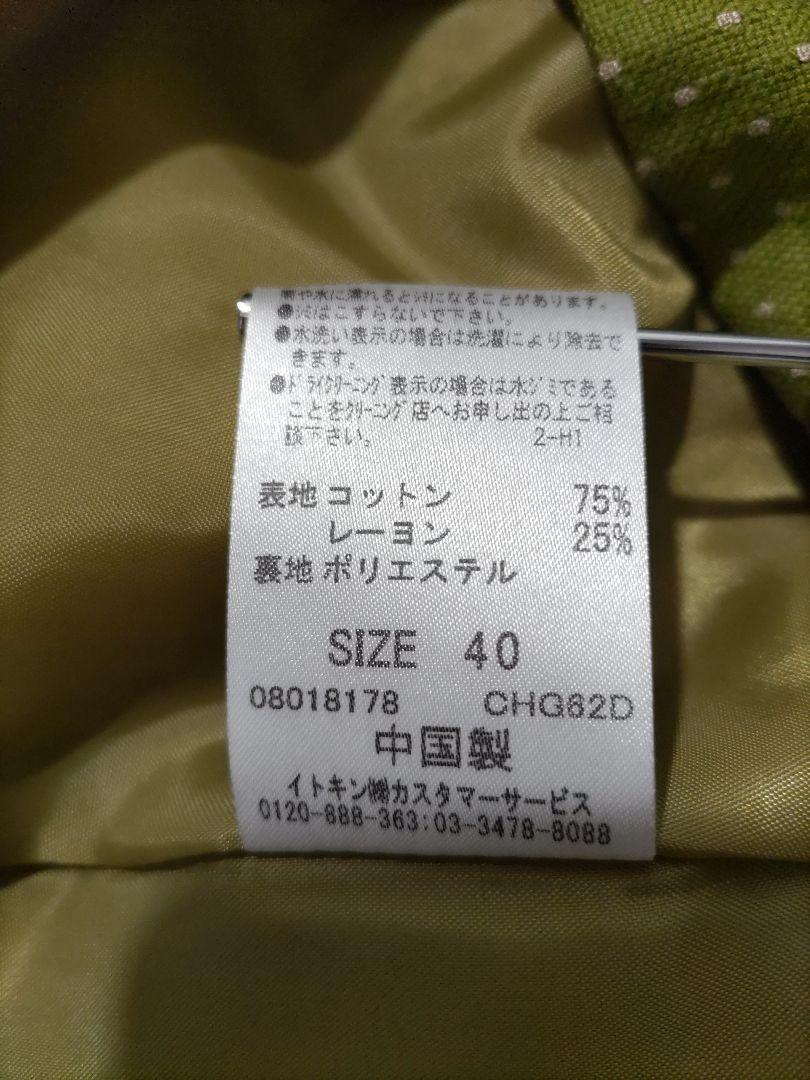 雨や水に濡れるとシミになることがあります。
●シミはこすらないで下さい。
●水洗い表示の場合は洗濯により除去で
きます。
●ドライクリーニング表示の場合は水ジミである
ことをクリーニング店へお申し出の上ご相
談下さい。 2-H1
表地 コットン 75%
レーヨン 25%
裏地 ポリエステル
SIZE 40
08018178 CHG62D
中国製
イトキン㈱カスタマーサービス
0120-888-363:03-3478-8088